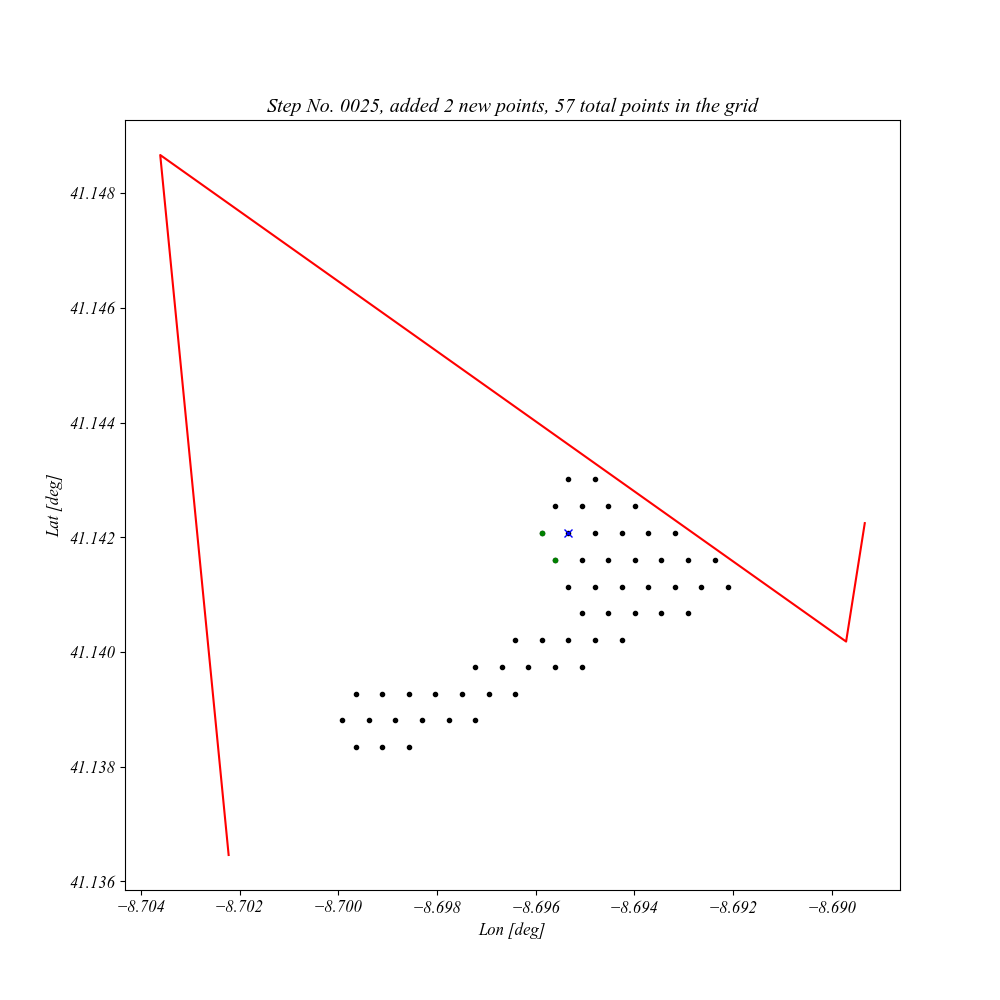 Step No. 0025, added 2 new points, 57 total points in the grid
41.148
41.146
41.144
41.142
41.140
41.138
41.136
Lat [deg]
−8.704 −8.702 −8.700 −8.698 −8.696 −8.694 −8.692 −8.690
Lon [deg]